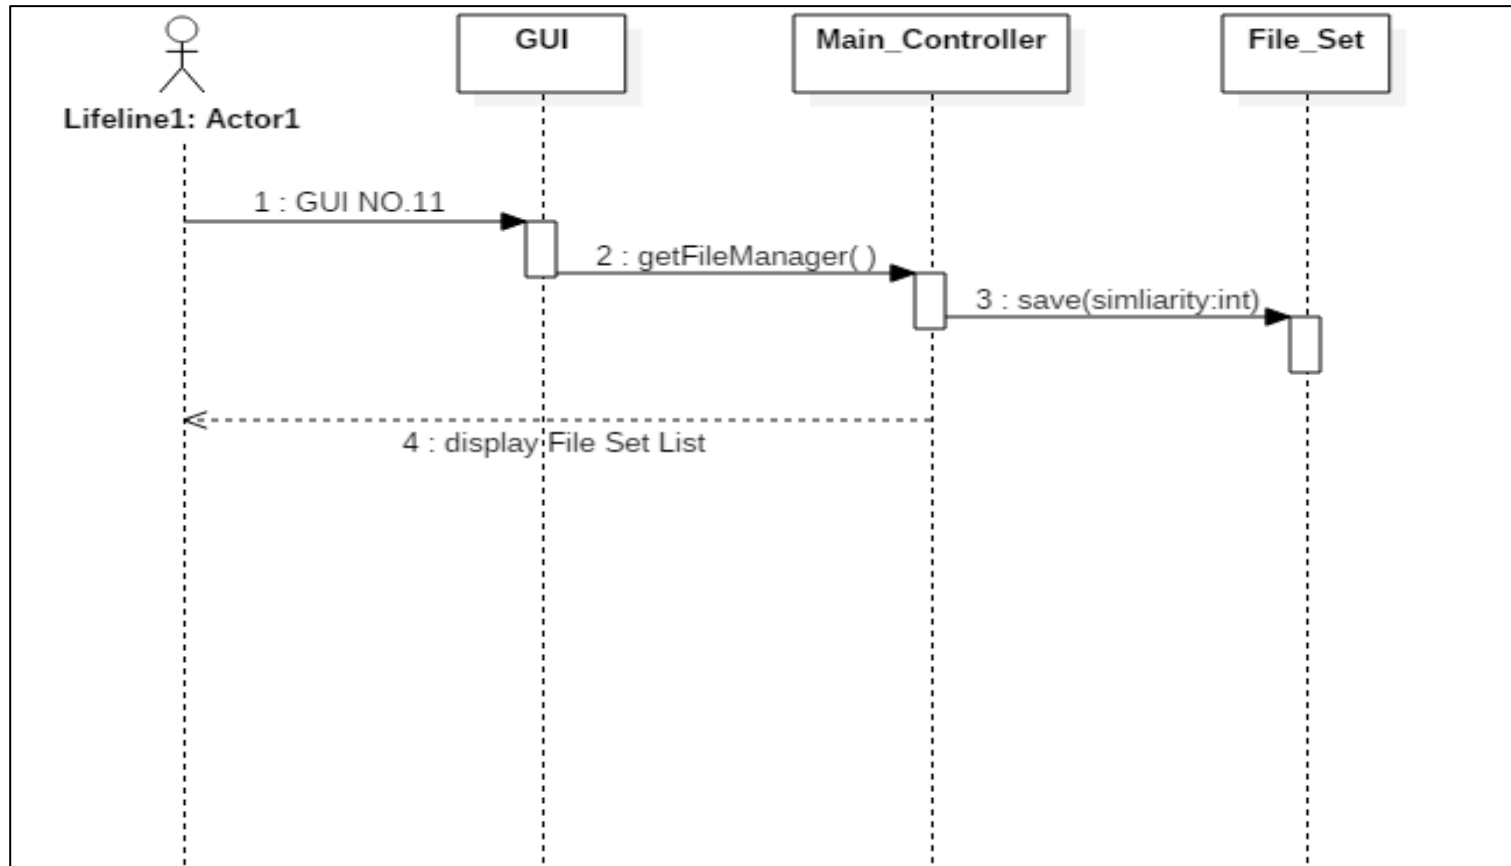 GUI
Main_Controller
File_Set
Lifeline1: Actor1
1 : GUI NO.11
2 : getFileManager( )
3 : save(simliarity:int)
4 : display File Set List